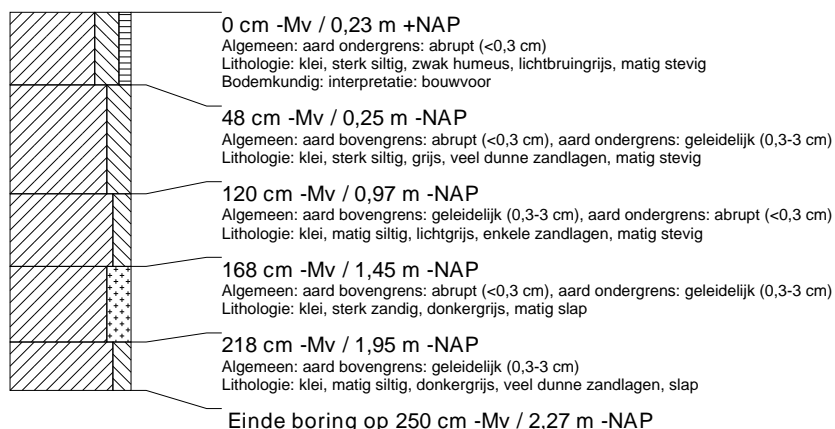 0 cm -Mv / 0,23 m +NAP
Algemeen: aard ondergrens: abrupt (<0,3 cm)
Lithologie: klei, sterk siltig, zwak humeus, lichtbruingrijs, matig stevig
Bodemkundig: interpretatie: bouwvoor
48 cm -Mv / 0,25 m -NAP
Algemeen: aard bovengrens: abrupt (<0,3 cm), aard ondergrens: geleidelijk (0,3-3 cm)
Lithologie: klei, sterk siltig, grijs, veel dunne zandlagen, matig stevig
120 cm -Mv / 0,97 m -NAP
Algemeen: aard bovengrens: geleidelijk (0,3-3 cm), aard ondergrens: abrupt (<0,3 cm)
Lithologie: klei, matig siltig, lichtgrijs, enkele zandlagen, matig stevig
168 cm -Mv / 1,45 m -NAP
Algemeen: aard bovengrens: abrupt (<0,3 cm), aard ondergrens: geleidelijk (0,3-3 cm)
Lithologie: klei, sterk zandig, donkergrijs, matig slap
218 cm -Mv / 1,95 m -NAP
Algemeen: aard bovengrens: geleidelijk (0,3-3 cm)
Lithologie: klei, matig siltig, donkergrijs, veel dunne zandlagen, slap
Einde boring op 250 cm -Mv / 2,27 m -NAP